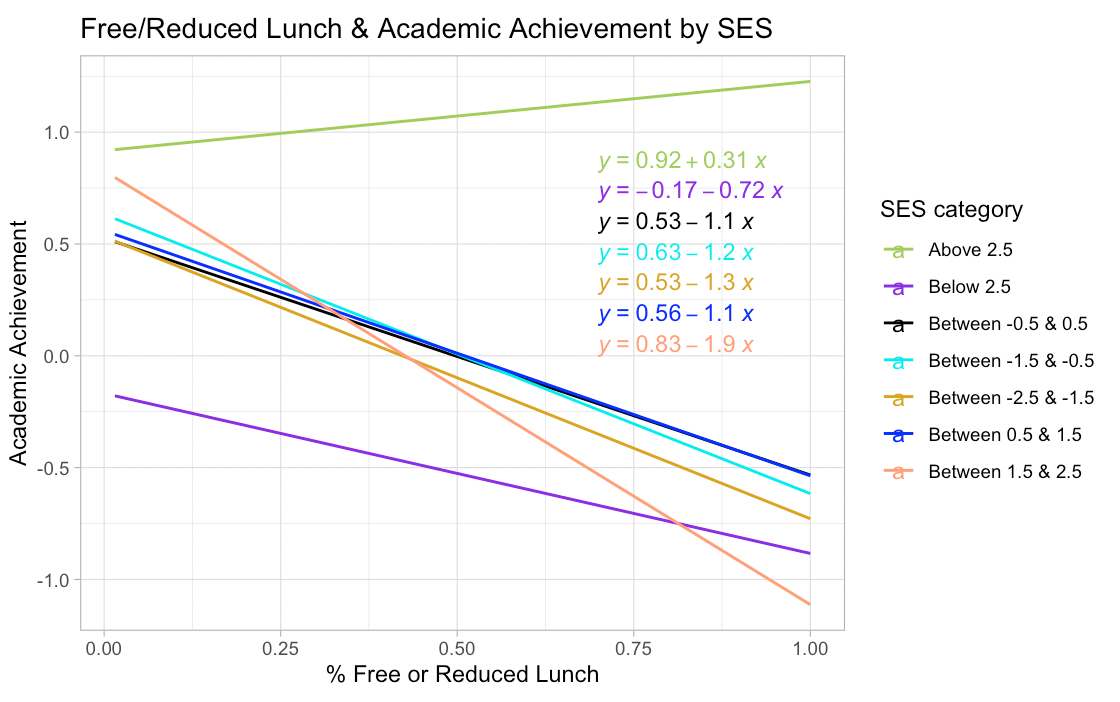 Free/Reduced Lunch & Academic Achievement by SES
1.0
0.5
0.0
-0.5
-1.0
Academic Achievement
y = 0.92 + 0.31 x
y = −0.17 − 0.72 x
y = 0.53 − 1.1 x
y = 0.63 − 1.2 x
y = 0.53 − 1.3 x
y = 0.56 − 1.1 x
y = 0.83 − 1.9 x
0.00 0.25 0.50 0.75 1.00
% Free or Reduced Lunch
SES category
a Above 2.5
a Below 2.5
a Between -0.5 & 0.5
a Between -1.5 & -0.5
a Between -2.5 & -1.5
a Between 0.5 & 1.5
a Between 1.5 & 2.5